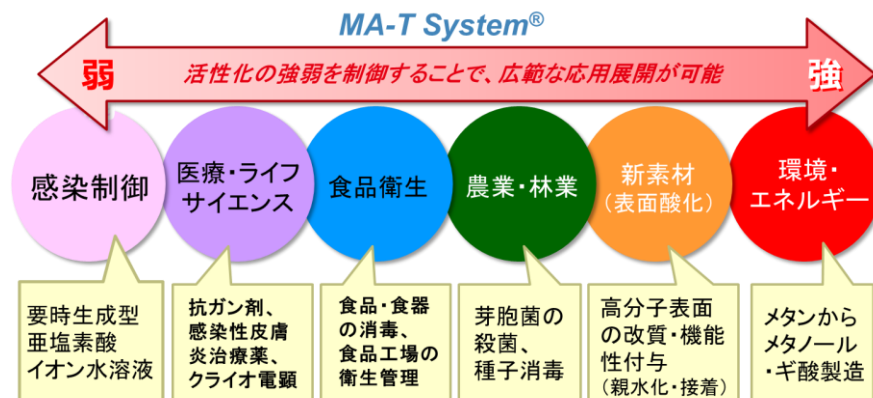 MA-T System®
弱
活性化の強弱を制御することで、広範な応用展開が可能
強
感染制御
医療・ライフ
サイエンス
食品衛生
農業・林業
新素材
（表面酸化）
環境・
エネルギー
要時生成型
亜塩素酸
イオン水溶液
抗ガン剤、
感染性皮膚
炎治療薬、
クライオ電顕
食品・食器
の消毒、
食品工場の
衛生管理
芽胞菌の
殺菌、
種子消毒
高分子表面
の改質・機能
性付与
（親水化・接着）
メタンから
メタノール
・ギ酸製造